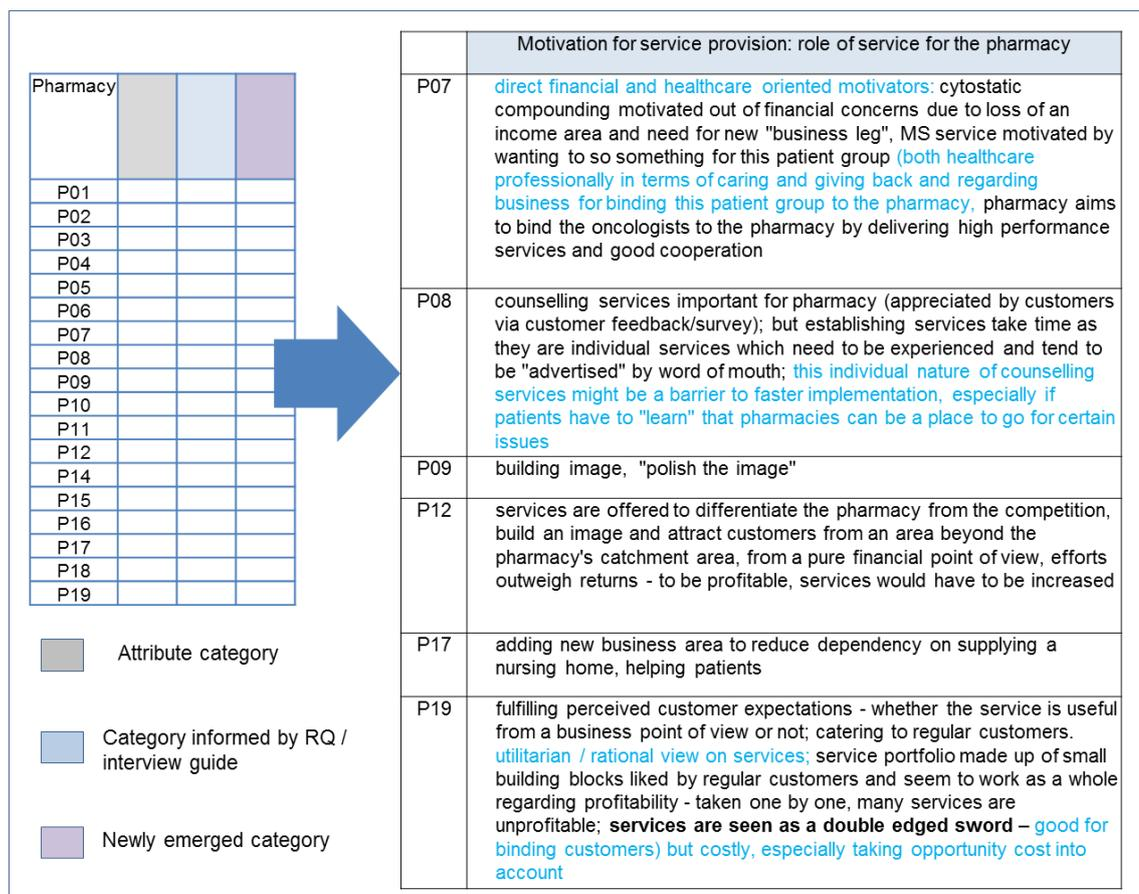 Pharmacy
P01
P02
P03
P04
P05
P06
P07
P08
P09
P10
P11
P12
P14
P15
P16
P17
P18
P19
Attribute category
Category informed by RQ /
interview guide
Newly emerged category
Motivation for service provision: role of service for the pharmacy
P07
direct financial and healthcare oriented motivators: cytostatic
compounding motivated out of financial concerns due to loss of an
income area and need for new "business leg", MS service motivated by
wanting to so something for this patient group (both healthcare
professionally in terms of caring and giving back and regarding
business for binding this patient group to the pharmacy, pharmacy aims
to bind the oncologists to the pharmacy by delivering high performance
services and good cooperation
P08
counselling services important for pharmacy (appreciated by customers
via customer feedback/survey); but establishing services take time as
they are individual services which need to be experienced and tend to
be "advertised" by word of mouth; this individual nature of counselling
services might be a barrier to faster implementation, especially if
patients have to "learn" that pharmacies can be a place to go for certain
issues
P09
building image, "polish the image"
P12
services are offered to differentiate the pharmacy from the competition,
build an image and attract customers from an area beyond the
pharmacy's catchment area, from a pure financial point of view, efforts
outweigh returns - to be profitable, services would have to be increased
P17
adding new business area to reduce dependency on supplying a
nursing home, helping patients
P19
fulfilling perceived customer expectations - whether the service is useful
from a business point of view or not; catering to regular customers.
utilitarian / rational view on services; service portfolio made up of small
building blocks liked by regular customers and seem to work as a whole
regarding profitability - taken one by one, many services are
unprofitable; services are seen as a double edged sword – good for
binding customers) but costly, especially taking opportunity cost into
account